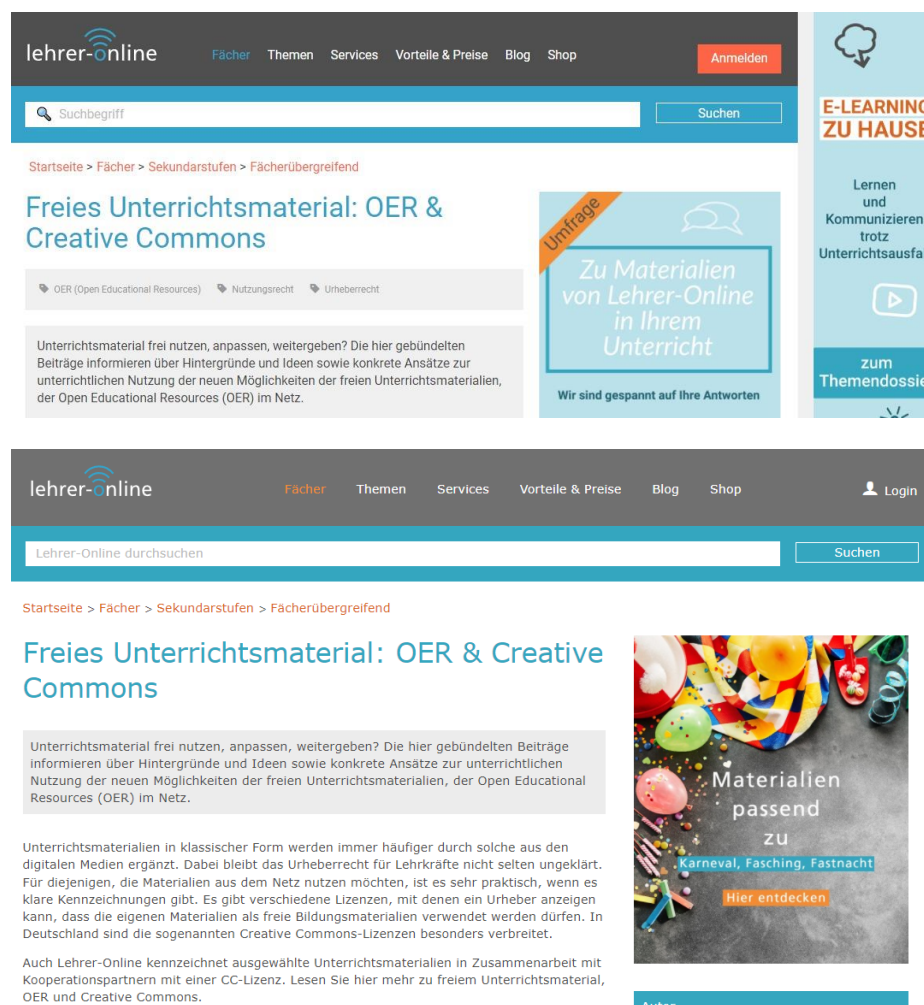 lehrer-online
Fächer Themen Services Vorteile & Preise Blog Shop
Anmelden
Suchbegriff
Suchen
Startseite > Fächer > Sekundarstufen > Fächerübergreifend
Freies Unterrichtsmaterial: OER &
Creative Commons
OER (Open Educational Resources) Nutzungsrecht Urheberrecht
Unterrichtsmaterial frei nutzen, anpassen, weitergeben? Die hier gebündelten
Beiträge informieren über Hintergründe und Ideen sowie konkrete Ansätze zur
unterrichtlichen Nutzung der neuen Möglichkeiten der freien Unterrichtsmaterialien,
der Open Educational Resources (OER) im Netz.
Umfrage
Zu Materialien
von Lehrer-Online
in Ihrem
Unterricht
Wir sind gespannt auf Ihre Antworten
E-LEARNING
ZU HAUSE
Lernen
und
Kommunizieren
trotz
Unterrichtsausfa
zum
Themendossie
lehrer-online
Fächer Themen Services Vorteile & Preise Blog Shop
Login
Lehrer-Online durchsuchen
Suchen
Startseite > Fächer > Sekundarstufen > Fächerübergreifend
Freies Unterrichtsmaterial: OER & Creative
Commons
Unterrichtsmaterial frei nutzen, anpassen, weitergeben? Die hier gebündelten Beiträge
informieren über Hintergründe und Ideen sowie konkrete Ansätze zur unterrichtlichen
Nutzung der neuen Möglichkeiten der freien Unterrichtsmaterialien, der Open Educational
Resources (OER) im Netz.
Unterrichtsmaterialien in klassischer Form werden immer häufiger durch solche aus den
digitalen Medien ergänzt. Dabei bleibt das Urheberrecht für Lehrkräfte nicht selten ungeklärt.
Für diejenigen, die Materialien aus dem Netz nutzen möchten, ist es sehr praktisch, wenn es
klare Kennzeichnungen gibt. Es gibt verschiedene Lizenzen, mit denen ein Urheber anzeigen
kann, dass die eigenen Materialien als freie Bildungsmaterialien verwendet werden dürfen. In
Deutschland sind die sogenannten Creative Commons-Lizenzen besonders verbreitet.
Auch Lehrer-Online kennzeichnet ausgewählte Unterrichtsmaterialien in Zusammenarbeit mit
Kooperationspartnern mit einer CC-Lizenz. Lesen Sie hier mehr zu freiem Unterrichtsmaterial,
OER und Creative Commons.
Materialien
passend
zu
Karneval, Fasching, Fastnacht
Hier entdecken